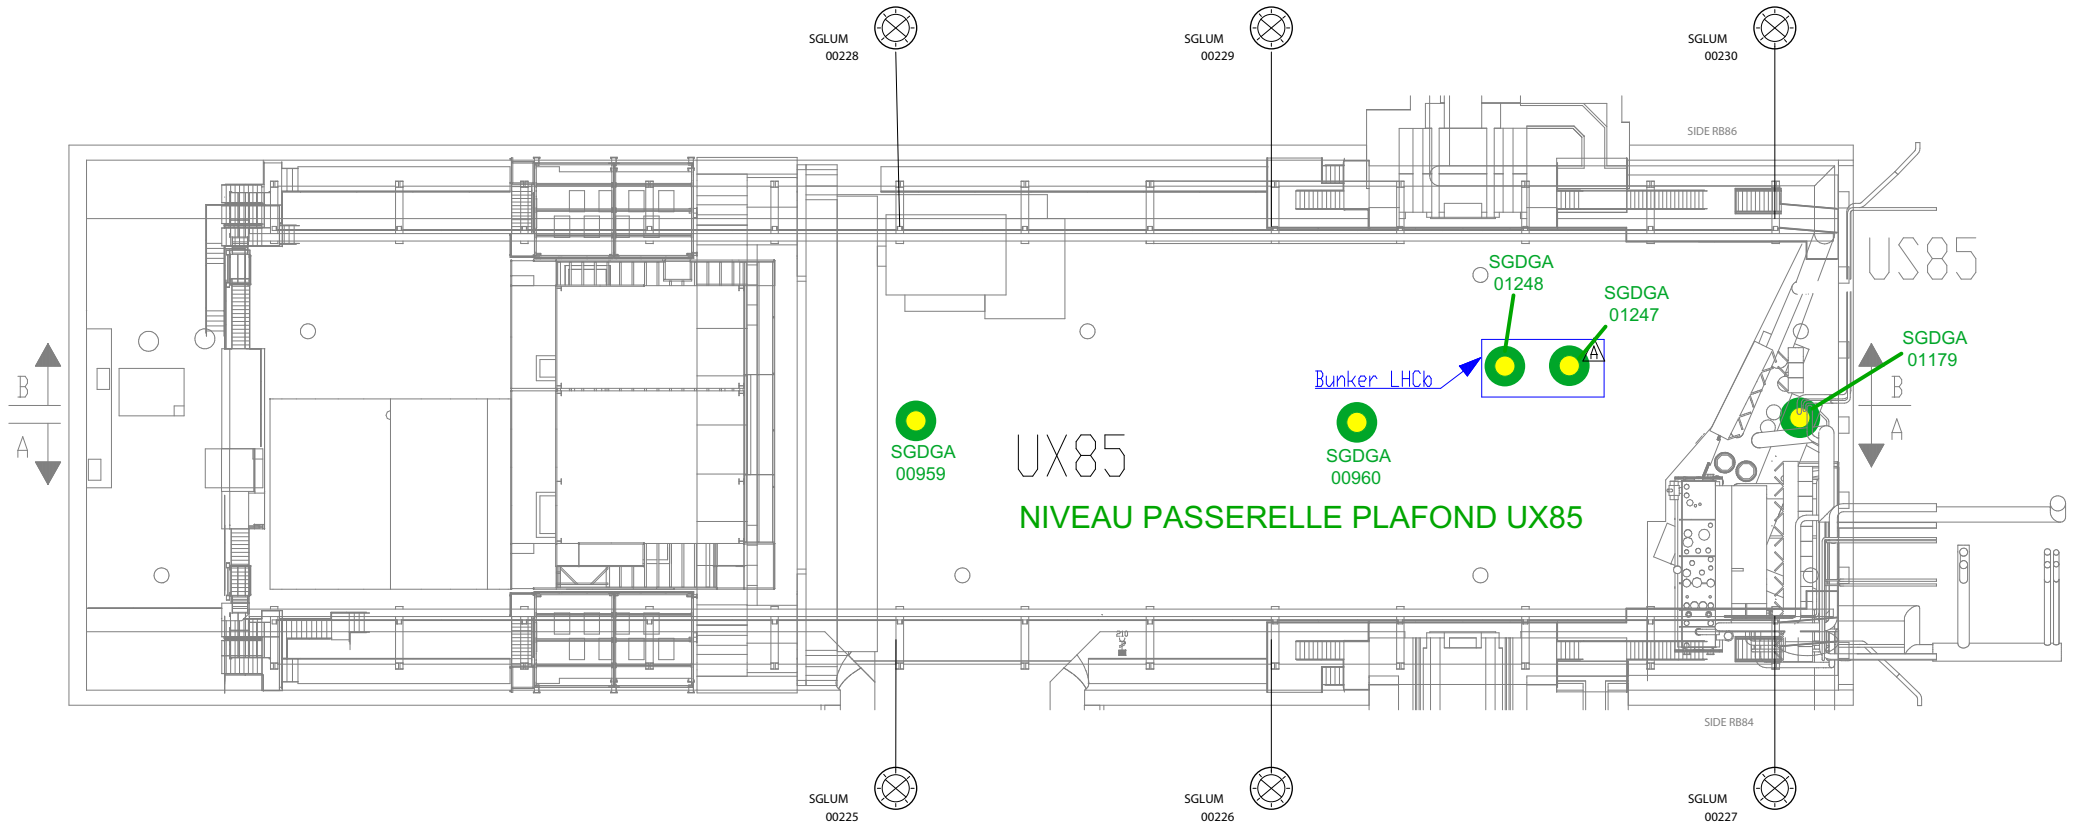 SGLUM
00228
SGLUM
00229
SGLUM
00230
SIDE RB86
US85
SGDGA
01248
SGDGA
01247
SGDGA
01179
A
Bunker LHCb
B
A
B
A
SGDGA
00959
UX85
SGDGA
00960
NIVEAU PASSERELLE PLAFOND UX85
SIDE RB84
SGLUM
00225
SGLUM
00226
SGLUM
00227